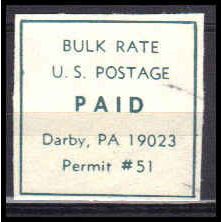 BULK RATE
U. S. POSTAGE
PAID
Darby, PA 19023
Permit #51